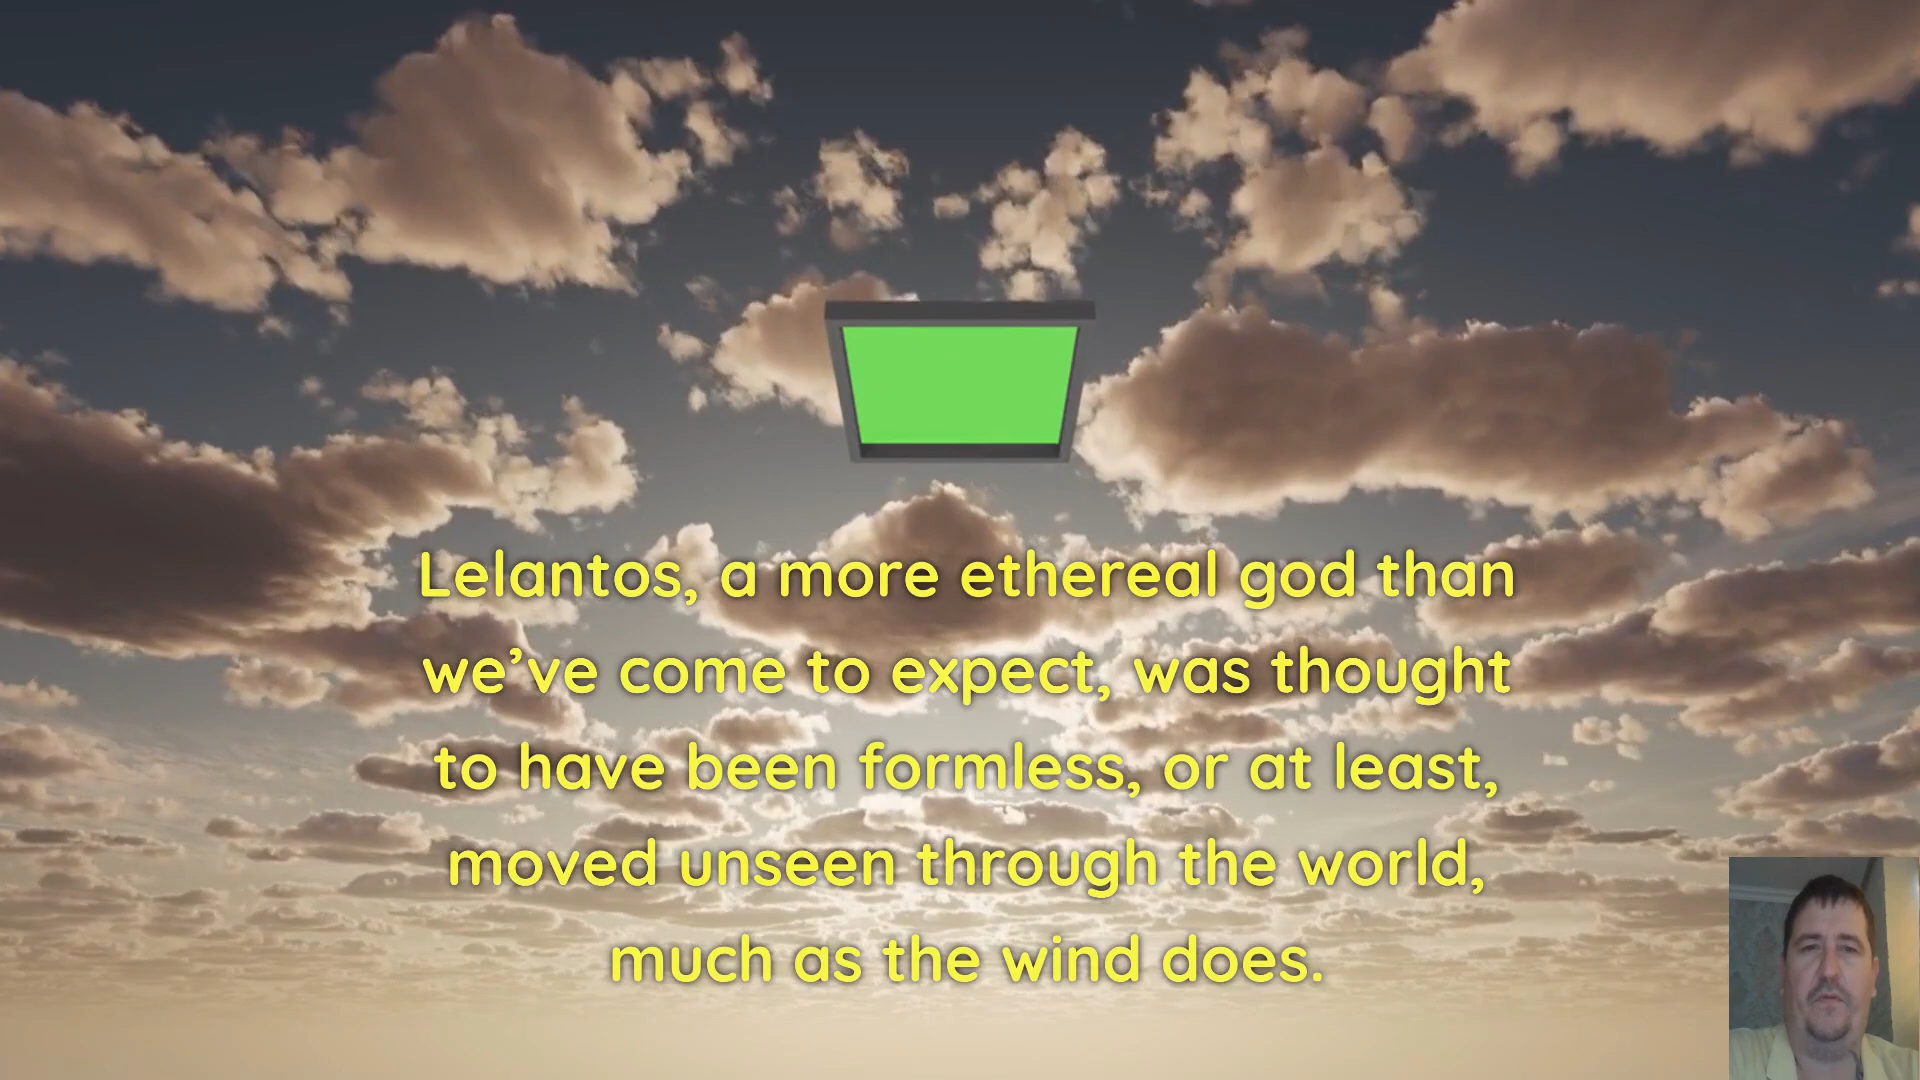 Lelantos, a more ethereal god than
we’ve come to expect, was thought
to have been formless, or at least,
moved unseen through the world,
much as the wind does.